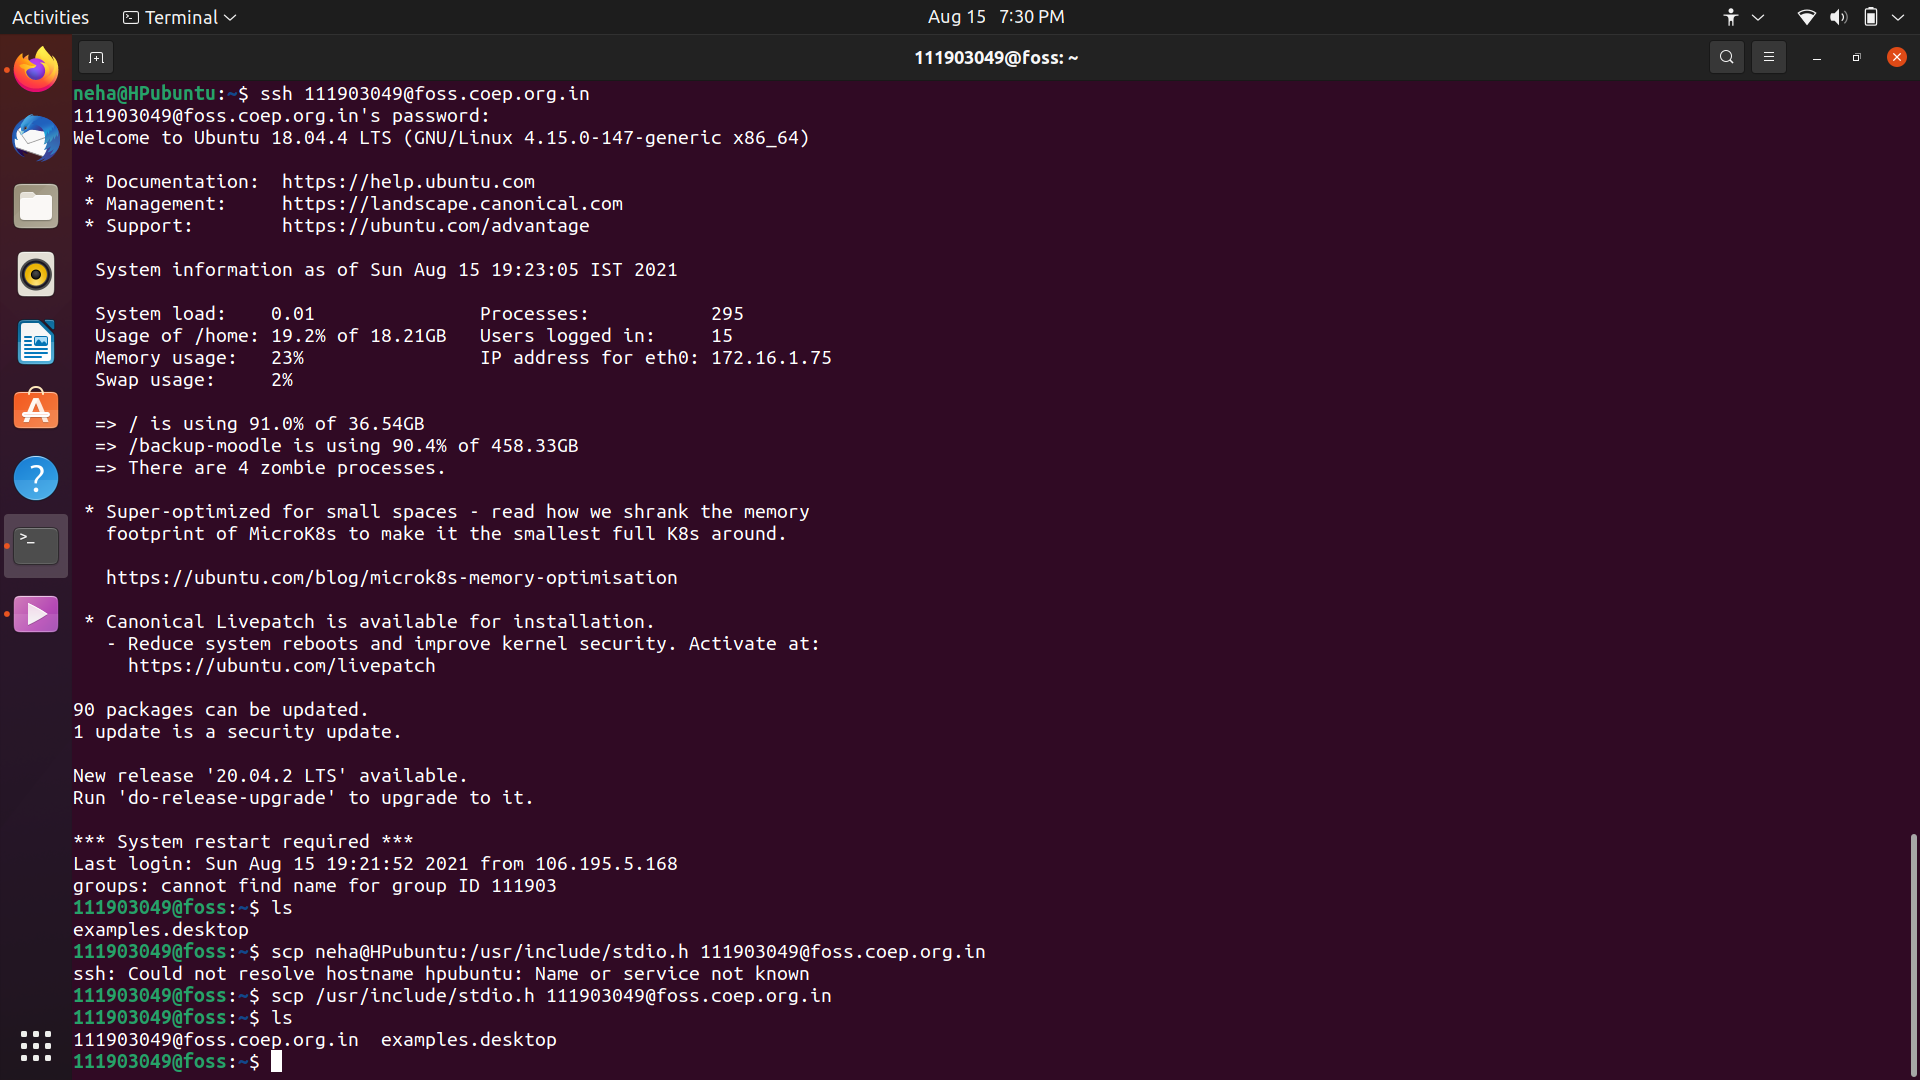 Activities Terminal Aug 15 7:30 PM
111903049@foss: ~
neha@HPubuntu:~$ ssh 111903049@foss.coep.org.in
111903049@foss.coep.org.in's password:
Welcome to Ubuntu 18.04.4 LTS (GNU/Linux 4.15.0-147-generic x86_64)
* Documentation:  https://help.ubuntu.com
* Management:     https://landscape.canonical.com
* Support:        https://ubuntu.com/advantage
System information as of Sun Aug 15 19:23:05 IST 2021
System load:    0.01               Processes:           295
Usage of /home: 19.2% of 18.21GB   Users logged in:     15
Memory usage:   23%                IP address for eth0: 172.16.1.75
Swap usage:     2%
=> / is using 91.0% of 36.54GB
=> /backup-moodle is using 90.4% of 458.33GB
=> There are 4 zombie processes.
* Super-optimized for small spaces - read how we shrank the memory
footprint of MicroK8s to make it the smallest full K8s around.
https://ubuntu.com/blog/microk8s-memory-optimisation
* Canonical Livepatch is available for installation.
- Reduce system reboots and improve kernel security. Activate at:
https://ubuntu.com/livepatch
90 packages can be updated.
1 update is a security update.
New release '20.04.2 LTS' available.
Run 'do-release-upgrade' to upgrade to it.
*** System restart required ***
Last login: Sun Aug 15 19:21:52 2021 from 106.195.5.168
groups: cannot find name for group ID 111903
111903049@foss:~$ ls
examples.desktop
111903049@foss:~$ scp neha@HPubuntu:/usr/include/stdio.h 111903049@foss.coep.org.in
ssh: Could not resolve hostname hpubuntu: Name or service not known
111903049@foss:~$ scp /usr/include/stdio.h 111903049@foss.coep.org.in
111903049@foss:~$ ls
111903049@foss.coep.org.in  examples.desktop
111903049@foss:~$